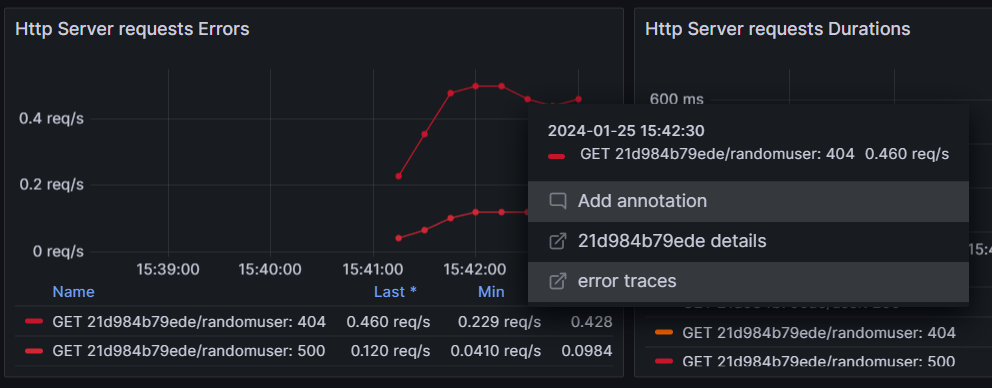 Http Server requests Errors
0.4 req/s
0.2 req/s
0 req/s
15:39:00 15:40:00 15:41:00 15:42:00
Name Last * Min
GET 21d984b79ede/randomuser: 404 0.460 req/s 0.229 req/s 0.428
GET 21d984b79ede/randomuser: 500 0.120 req/s 0.0410 req/s 0.0984
2024-01-25 15:42:30
GET 21d984b79ede/randomuser: 404 0.460 req/s
Add annotation
21d984b79ede details
error traces
Http Server requests Durations
600 ms
15:4
GET 21d984b79ede/randomuser: 404
GET 21d984b79ede/randomuser: 500